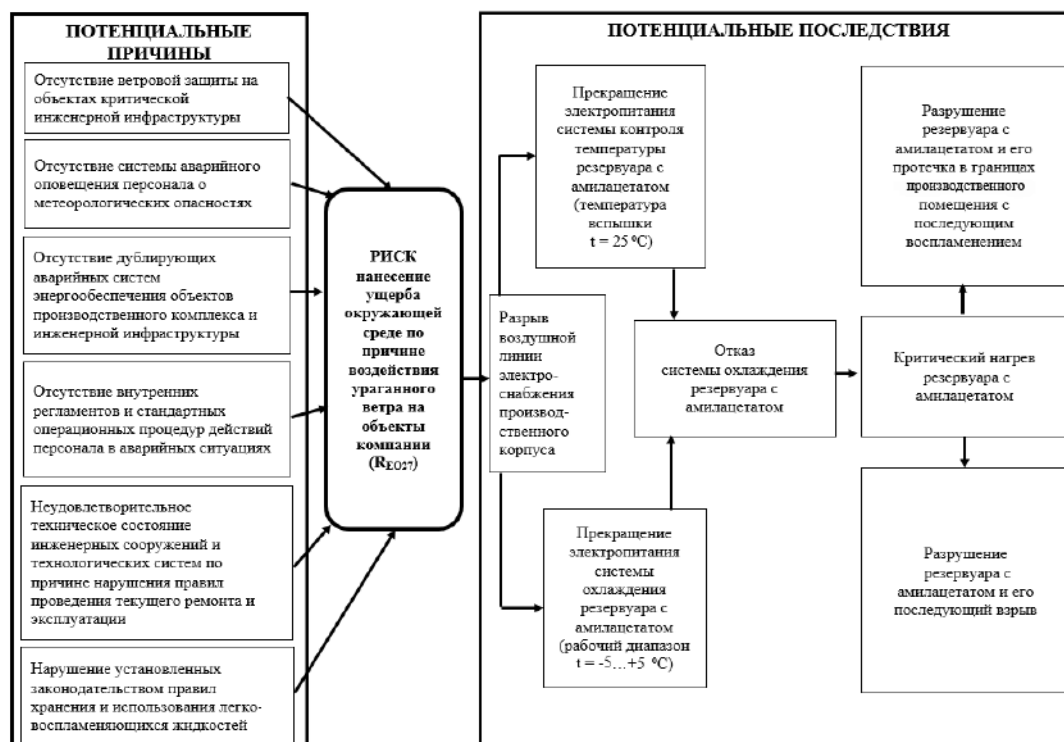 ПОТЕНЦИАЛЬНЫЕ
ПРИЧИНЫ
Отсутствие ветровой защиты на
объектах критической
инженерной инфраструктуры
Отсутствие системы аварийного
оповещения персонала о
метеорологических опасностях
Отсутствие дублирующих
аварийных систем
энергообеспечения объектов
производственного комплекса и
инженерной инфраструктуры
Отсутствие внутренних
регламентов и стандартных
операционных процедур действий
персонала в аварийных ситуациях
Неудовлетворительное
техническое состояние
инженерных сооружений и
технологических систем по
причине нарушения правил
проведения текущего ремонта и
эксплуатации
Нарушение установленных
законодательством правил
хранения и использования легко-
воспламеняющихся жидкостей
РИСК
нанесение
ущерба
окружающей
среде по
причине
воздействия
ураганного
ветра на
объекты
компании
(REO27)
ПОТЕНЦИАЛЬНЫЕ ПОСЛЕДСТВИЯ
Разрыв
воздушной
линии
электро-
снабжения
производ-
ственного
корпуса
Прекращение
электропитания
системы контроля
температуры
резервуара с
амилацетатом
(температура
вспышки
t = 25 ⁰C)
Прекращение
электропитания
системы
охлаждения
резервуара с
амилацетатом
(рабочий диапазон
t = -5…+5 ⁰C)
Отказ
системы охлаждения
резервуара с
амилацетатом
Критический нагрев
резервуара с
амилацетатом
Разрушение
резервуара с
амилацетатом и его
протечка в границах
производственного
помещения с
последующим
воспламенением
Разрушение
резервуара с
амилацетатом и его
последующий взрыв